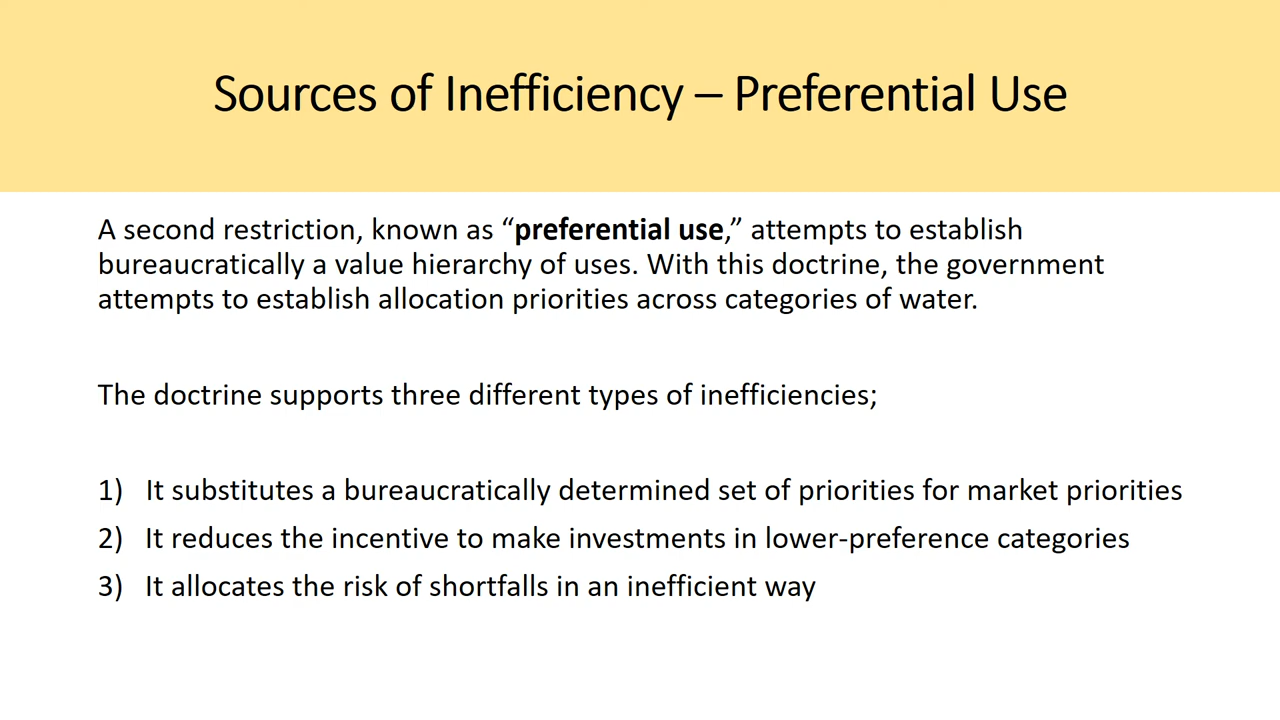 Sources of Inefficiency – Preferential Use
A second restriction, known as “preferential use,” attempts to establish
bureaucratically a value hierarchy of uses. With this doctrine, the government
attempts to establish allocation priorities across categories of water.
The doctrine supports three different types of inefficiencies;
1) It substitutes a bureaucratically determined set of priorities for market priorities
2) It reduces the incentive to make investments in lower-preference categories
3) It allocates the risk of shortfalls in an inefficient way